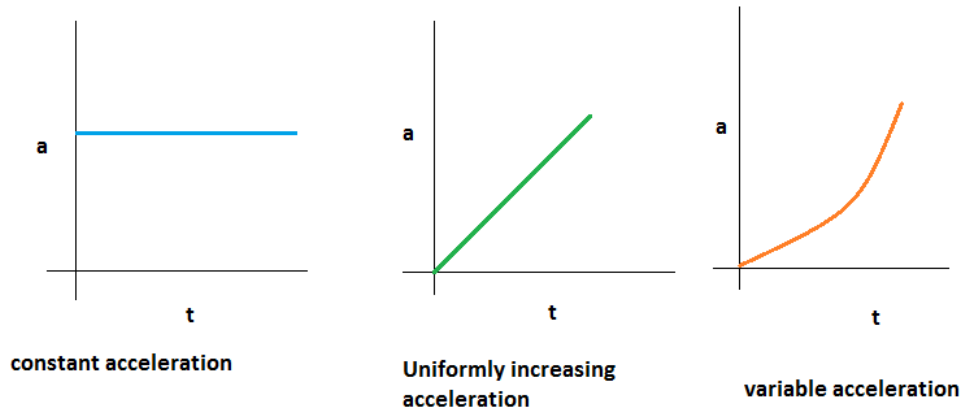 a
t
constant acceleration
a
t
Uniformly increasing
acceleration
a
t
variable acceleration